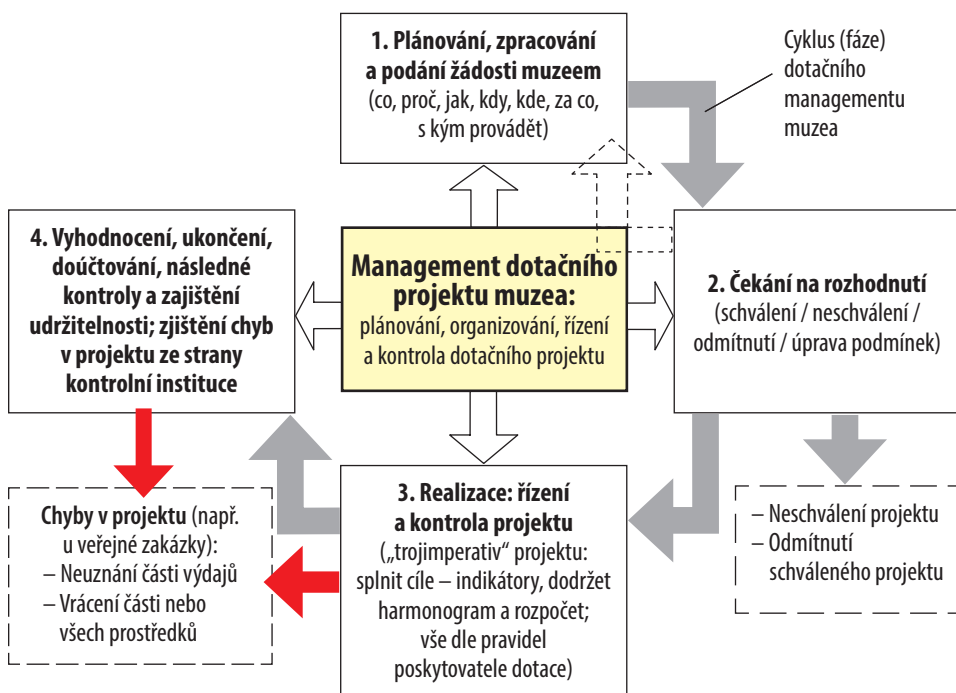 1. Plánování, zpracování
a podání žádosti muzeem
(co, proč, jak, kdy, kde, za co,
s kým provádět)
Cyklus (fáze)
dotačního
managementu
muzea
4. Vyhodnocení, ukončení,
doúčtování, následné
kontroly a zajištění
udržitelnosti; zjištění chyb
v projektu ze strany
kontrolní instituce
Management dotačního
projektu muzea:
plánování, organizování, řízení
a kontrola dotačního projektu
2. Čekání na rozhodnutí
(schválení / neschválení /
odmítnutí / úprava podmínek)
Chyby v projektu (např.
u veřejné zakázky):
– Neuznání části výdajů
– Vrácení části nebo
všech prostředků
3. Realizace: řízení
a kontrola projektu
(„trojimperativ“ projektu:
splnit cíle – indikátory, dodržet
harmonogram a rozpočet;
vše dle pravidel
poskytovatele dotace)
– Neschválení projektu
– Odmítnutí
schváleného projektu